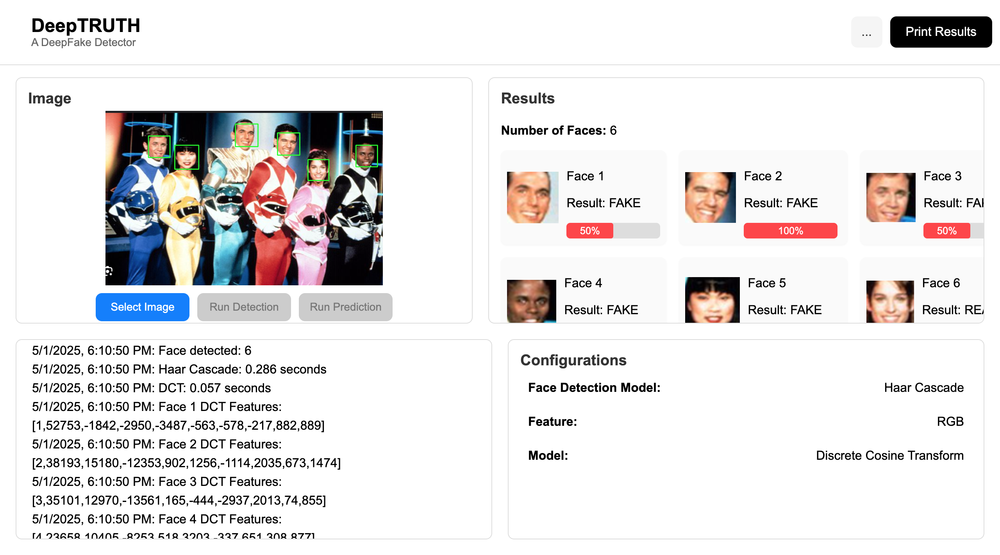 DeepTRUTH
A DeepFake Detector
...
Print Results
Image
Select Image
Run Detection
Run Prediction
Results
Number of Faces: 6
Face 1
Result: FAKE
50%
Face 2
Result: FAKE
100%
Face 3
Result: FAK
50%
Face 4
Result: FAKE
Face 5
Result: FAKE
Face 6
Result: REA
5/1/2025, 6:10:50 PM: Face detected: 6
5/1/2025, 6:10:50 PM: Haar Cascade: 0.286 seconds
5/1/2025, 6:10:50 PM: DCT: 0.057 seconds
5/1/2025, 6:10:50 PM: Face 1 DCT Features:
[1,52753,-1842,-2950,-3487,-563,-578,-217,882,889]
5/1/2025, 6:10:50 PM: Face 2 DCT Features:
[2,38193,15180,-12353,902,1256,-1114,2035,673,1474]
5/1/2025, 6:10:50 PM: Face 3 DCT Features:
[3,35101,12970,-13561,165,-444,-2937,2013,74,855]
5/1/2025, 6:10:50 PM: Face 4 DCT Features:
[4,23658,10405,-8253,518,3203,-337,651,308,877]
Configurations
Face Detection Model:
Haar Cascade
Feature:
RGB
Model:
Discrete Cosine Transform